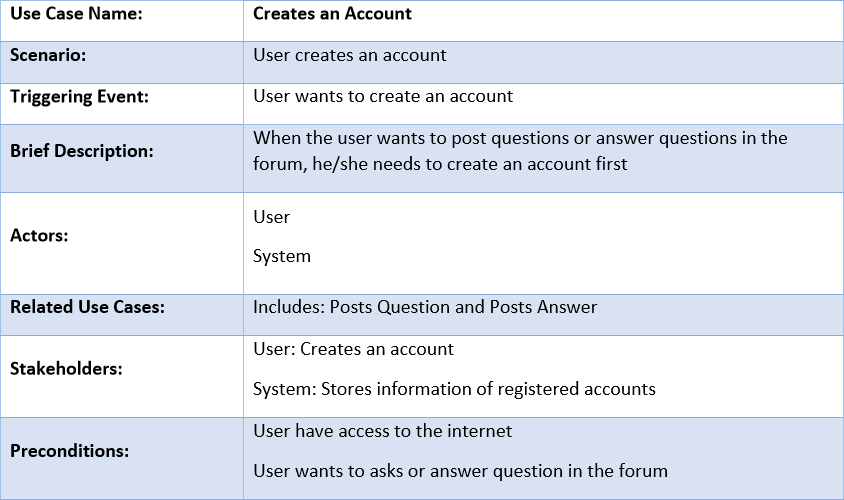 Use Case Name: Creates an Account
Scenario: User creates an account
Triggering Event: User wants to create an account
Brief Description: When the user wants to post questions or answer questions in the
forum, he/she needs to create an account first
Actors: User
System
Related Use Cases: Includes: Posts Question and Posts Answer
Stakeholders: User: Creates an account
System: Stores information of registered accounts
Preconditions: User have access to the internet
User wants to asks or answer question in the forum